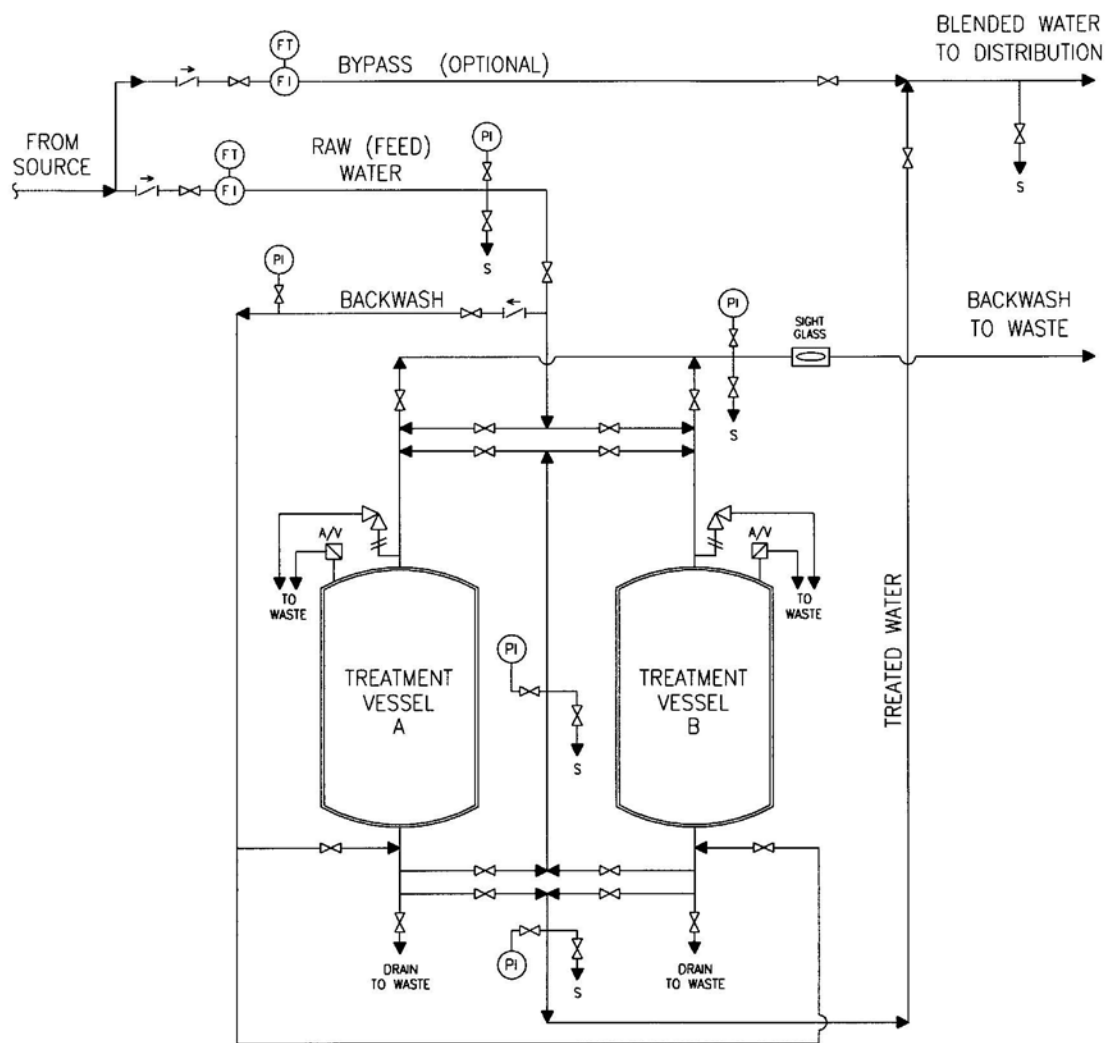 BLENDED WATER
TO DISTRIBUTION
FT
FI
BYPASS (OPTIONAL)
FROM
SOURCE
FT
FI
RAW (FEED)
WATER
PI
S
S
PI
BACKWASH
PI
SIGHT
GLASS
BACKWASH
TO WASTE
S
A/V
TO
WASTE
A/V
TO
WASTE
TREATMENT
VESSEL
A
PI
S
TREATMENT
VESSEL
B
TREATED WATER
DRAIN
TO WASTE
PI
S
DRAIN
TO WASTE